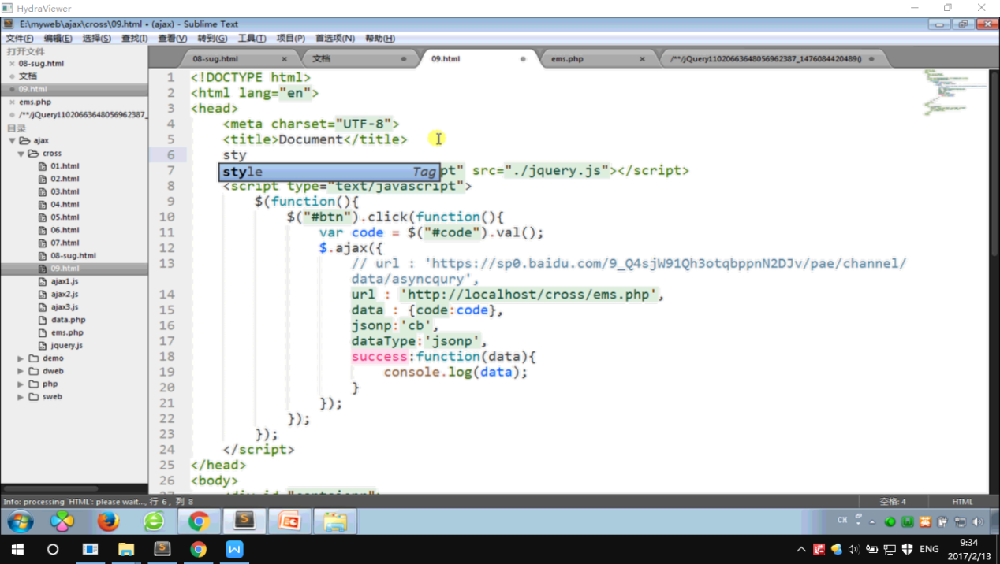 HydraViewer
E:\myweb\ajax\cross\09.html • (ajax) - Sublime Text
文件(F) 编辑(E) 选择(S) 查找(I) 查看(V) 转到(G) 工具(T) 项目(P) 首选项(N) 帮助(H)
打开文件
08-sug.html
文档
09.html
ems.php
/**/jQuery11020663648056962387_
目录
ajax
cross
01.html
02.html
03.html
04.html
05.html
06.html
07.html
08-sug.html
09.html
ajax1.js
ajax2.js
ajax3.js
data.php
ems.php
jquery.js
demo
dweb
php
sweb
08-sug.html 文档 09.html ems.php /**/jQuery11020663648056962387_1476084420489()
1 <!DOCTYPE html>
2 <html lang="en">
3 <head>
4 <meta charset="UTF-8">
5 <title>Document</title>
6 sty
style Tag
7 pt" src="./jquery.js"></script>
8 <script type="text/javascript">
9 $(function(){
10 $("#btn").click(function(){
11 var code = $("#code").val();
12 $.ajax({
13 // url : 'https://sp0.baidu.com/9_Q4sjW91Qh3otqbppnN2DJv/pae/channel/
data/asyncqury',
14 url : 'http://localhost/cross/ems.php',
15 data : {code:code},
16 jsonp:'cb',
17 dataType:'jsonp',
18 success:function(data){
19 console.log(data);
20 }
21 });
22 });
23 });
24 </script>
25 </head>
26 <body>
Info: processing `HTML': please wait..., 行 6, 列 8
空格: 4 HTML
CH
ENG
9:34
2017/2/13